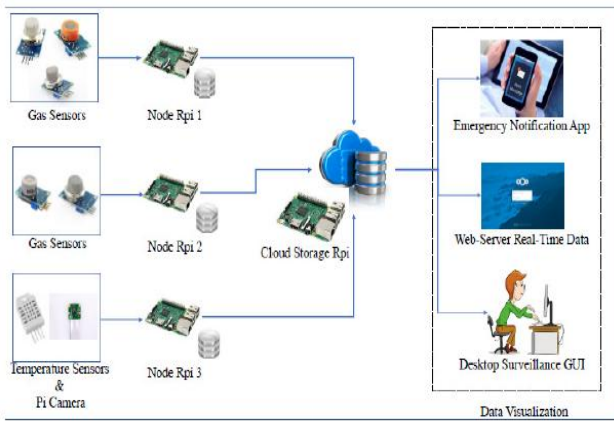 Gas Sensors
Node Rpi 1
Emergency Notification App
Gas Sensors
Node Rpi 2
Cloud Storage Rpi
Web-Server Real-Time Data
Temperature Sensors
&
Pi Camera
Node Rpi 3
Desktop Surveillance GUI
Data Visualization